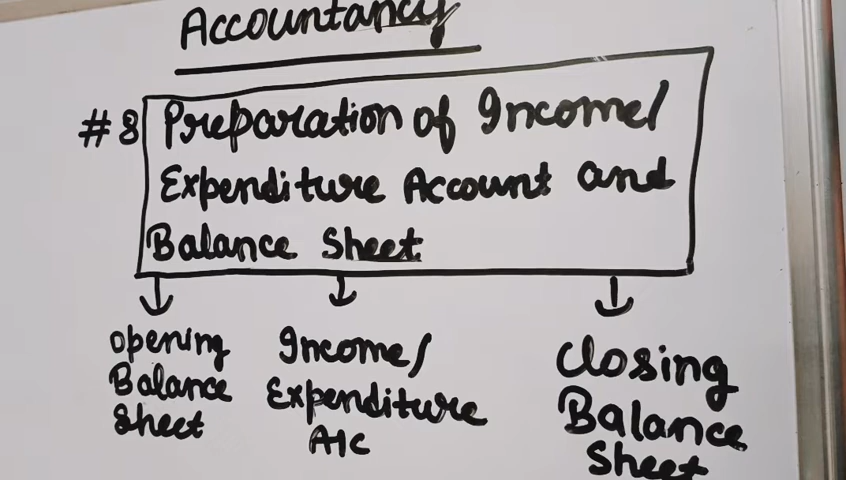 Accountancy
#8 Preparation of Income/
Expenditure Account and
Balance Sheet
opening
Balance
Sheet
Income/
Expenditure
A/c
Closing
Balance
Sheet